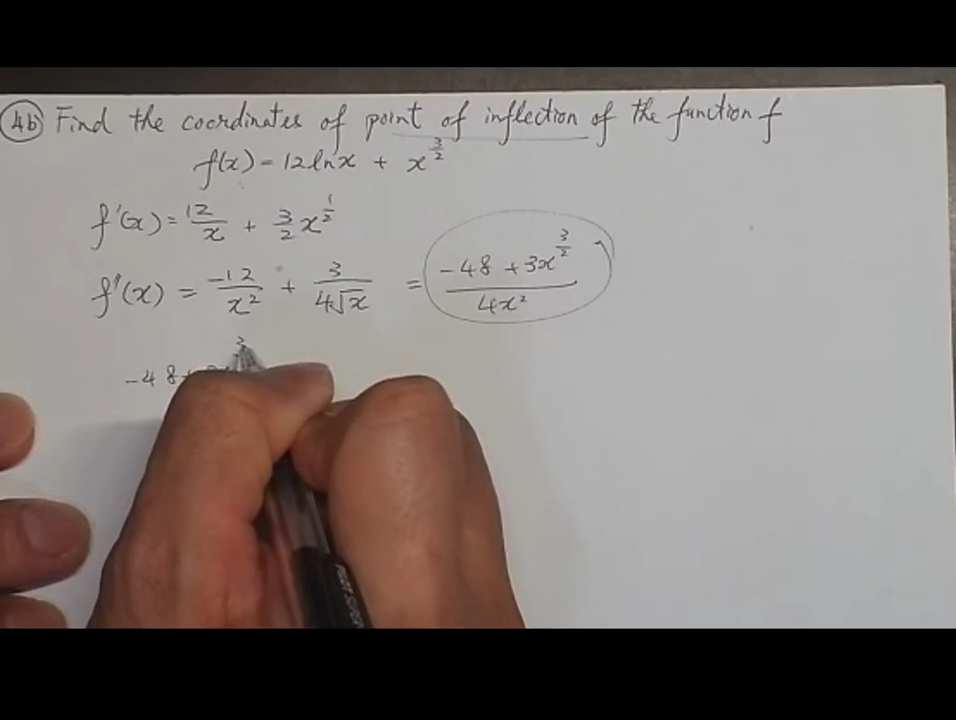 4b Find the coordinates of point of inflection of the function f
f(x) = 12 ln x + x^{3/2}
f'(x) = 12/x + 3/2 x^{1/2}
f''(x) = -12/x² + 3/(4√x) = (-48 + 3x^{3/2})/(4x²)
-48+